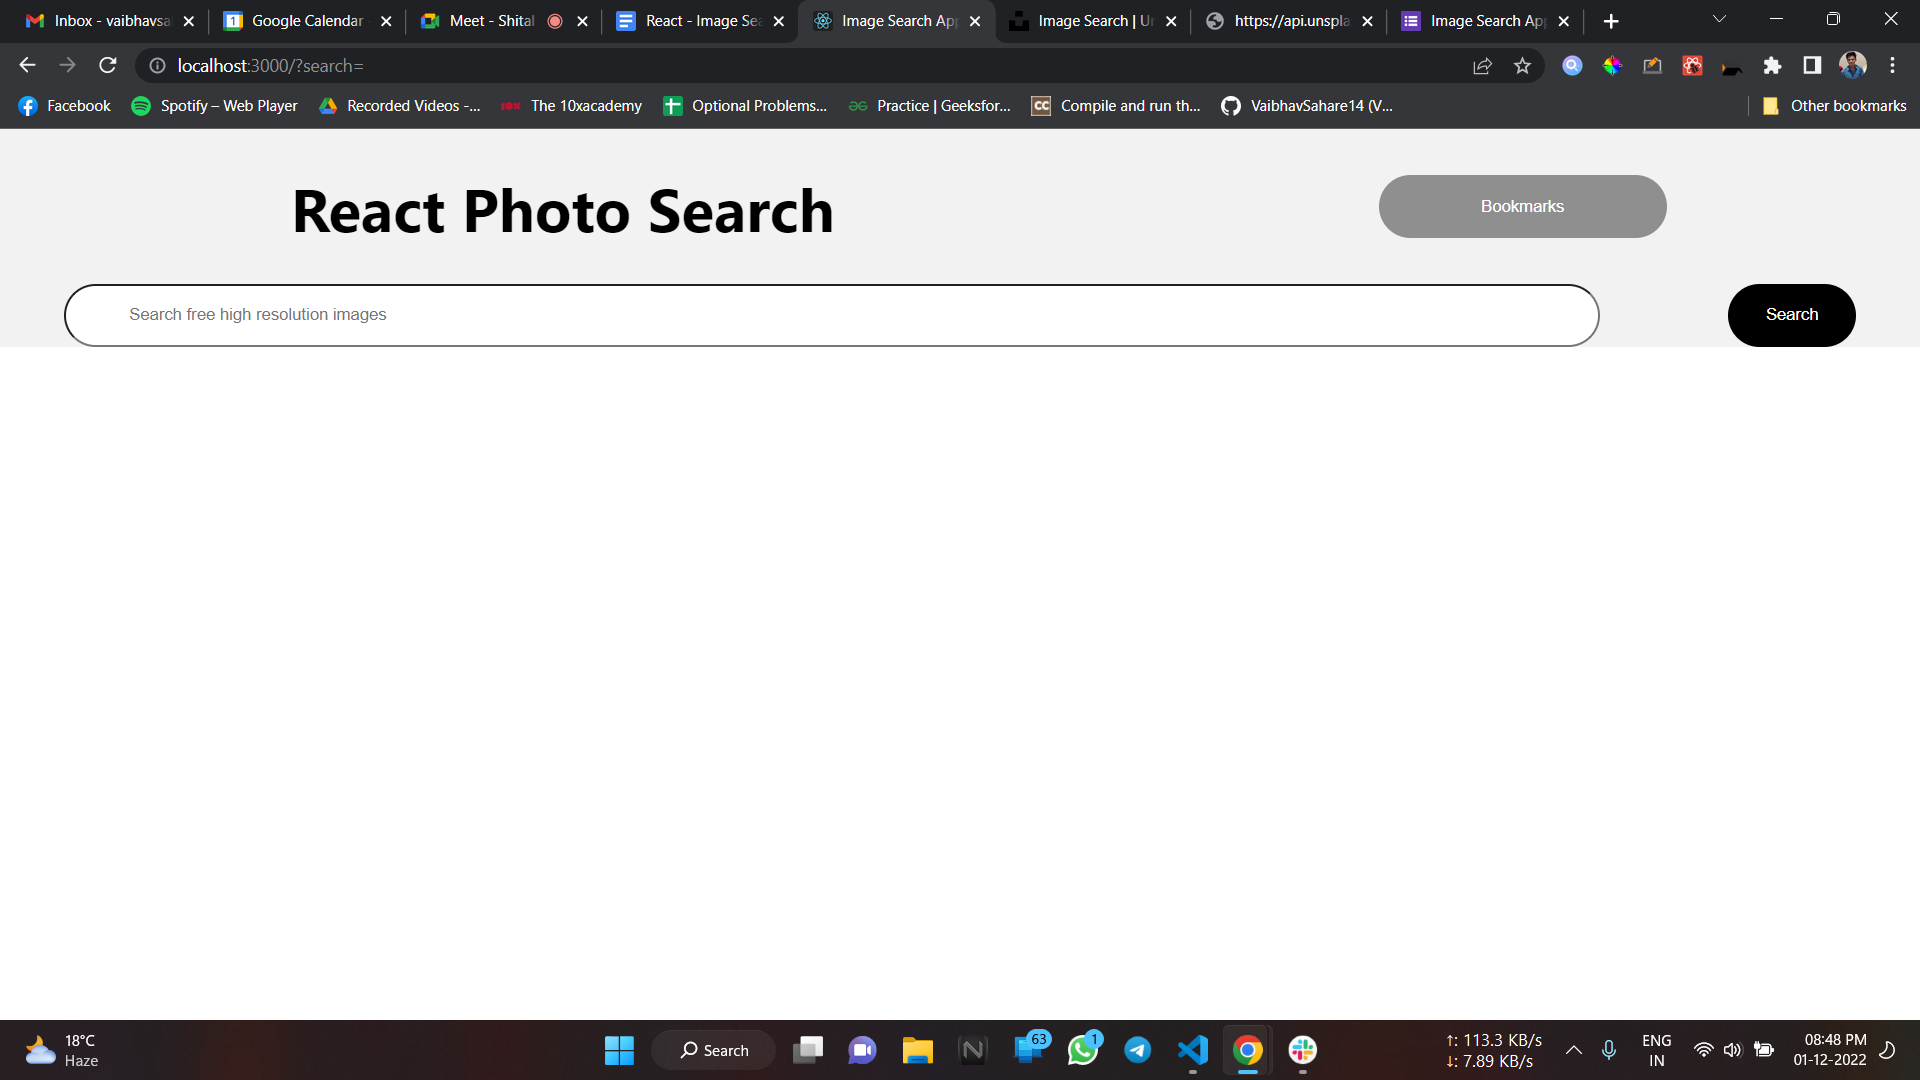 Inbox - vaibhavsa
Google Calendar
Meet - Shital
React - Image Sea
Image Search App
Image Search | Un
https://api.unspla
Image Search App
localhost:3000/?search=
Facebook
Spotify – Web Player
Recorded Videos -...
The 10xacademy
Optional Problems...
Practice | Geeksfor...
Compile and run th...
VaibhavSahare14 (V...
Other bookmarks
React Photo Search
Bookmarks
Search free high resolution images
Search
18°C
Haze
Search
63
1
↑: 113.3 KB/s
↓: 7.89 KB/s
ENG
IN
08:48 PM
01-12-2022